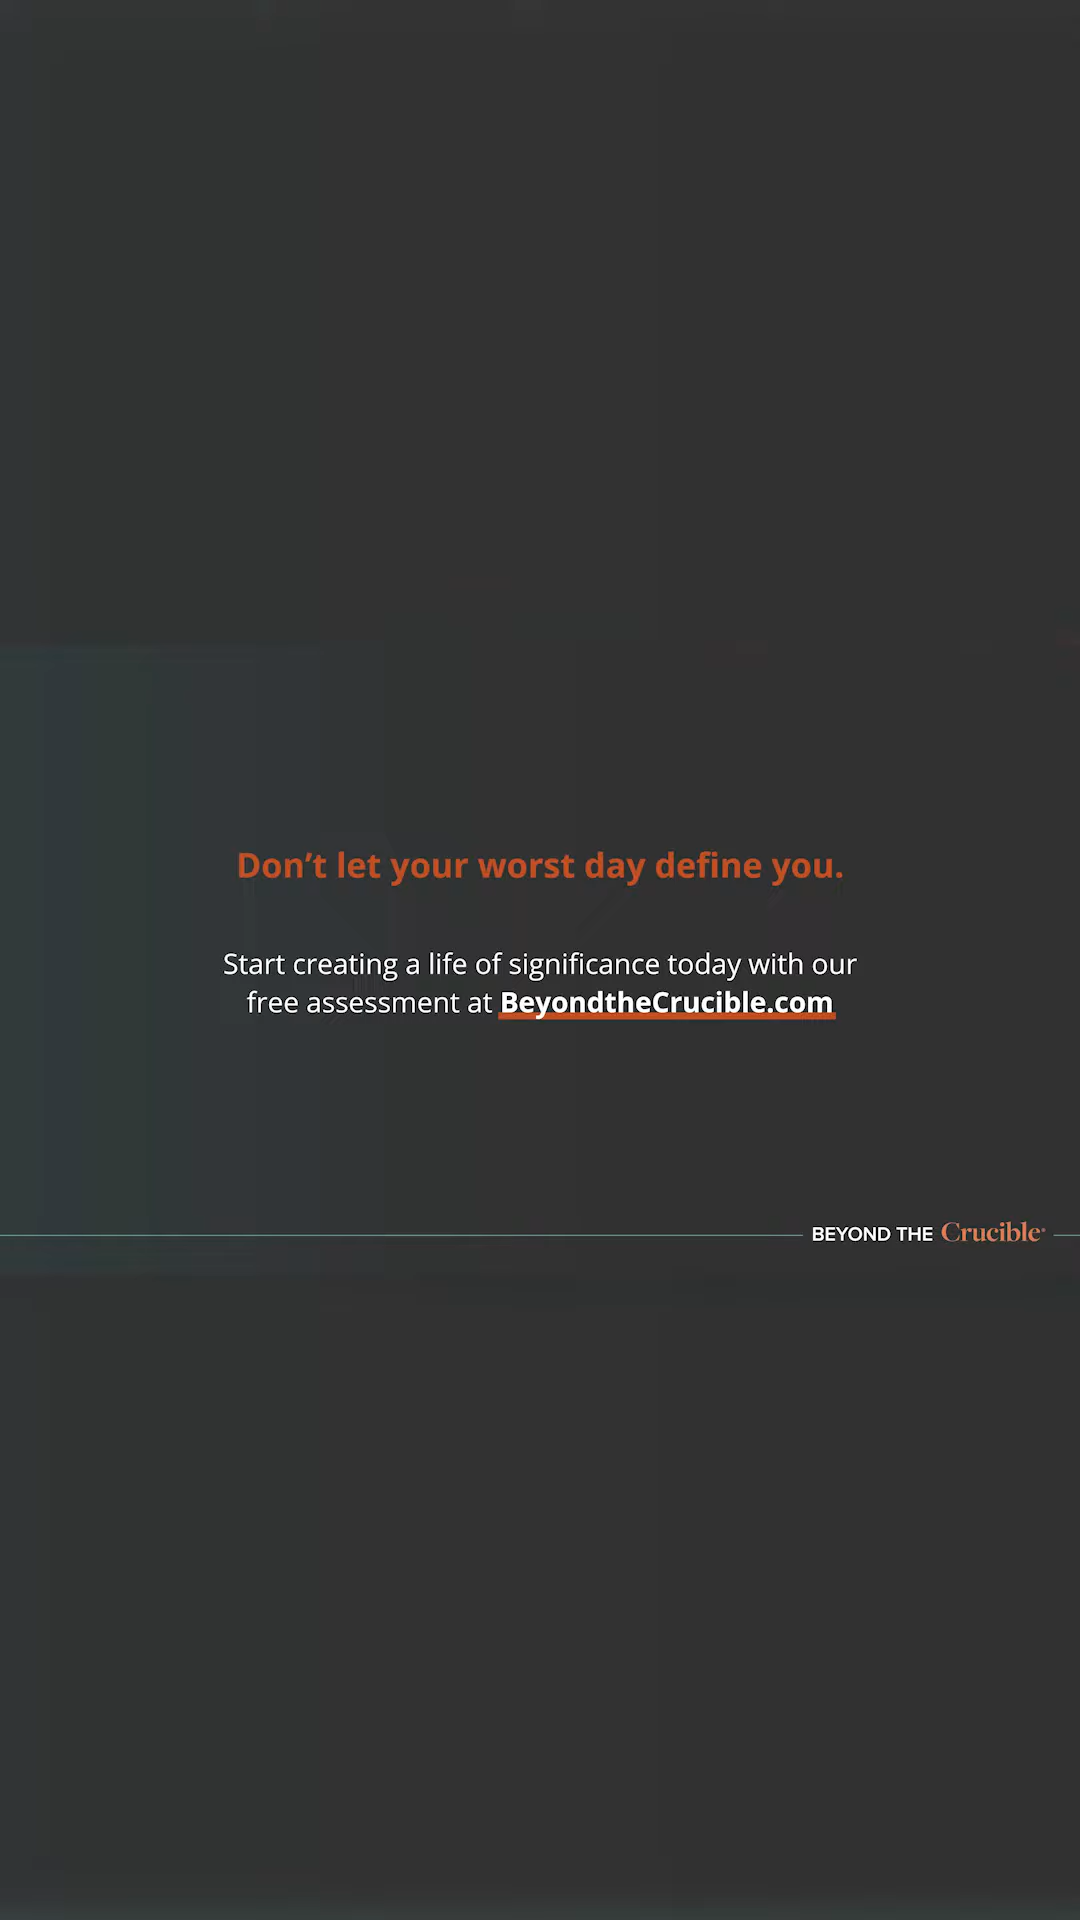 Don’t let your worst day define you.
Start creating a life of significance today with our
free assessment at BeyondtheCrucible.com
BEYOND THE Crucible